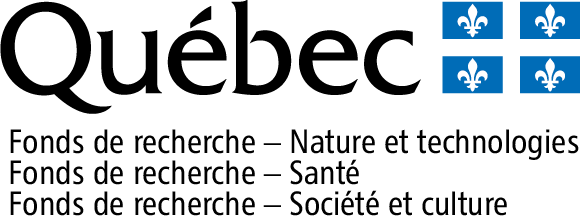 Québec
Fonds de recherche – Nature et technologies
Fonds de recherche – Santé
Fonds de recherche – Société et culture